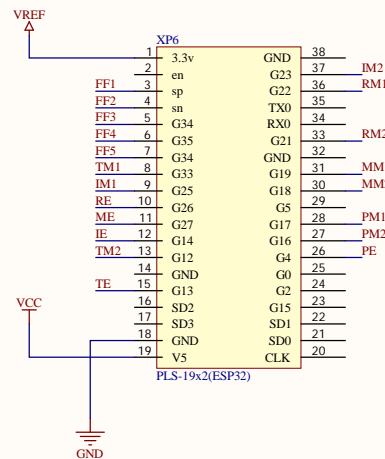 VREF
XP6
1 3.3v GND 38
2 en G23 37 IM2
FF1 3 sp G22 36 RM1
FF2 4 sn TX0 35
FF3 5 G34 RX0 34
FF4 6 G35 G21 33 RM2
FF5 7 G34 GND 32
TM1 8 G33 G19 31 MM1
IM1 9 G25 G18 30 MM2
RE 10 G26 G5 29
ME 11 G27 G17 28 PM1
IE 12 G14 G16 27 PM2
TM2 13 G12 G4 26 PE
14 GND G0 25
TE 15 G13 G2 24
VCC 16 SD2 G15 23
17 SD3 SD1 22
18 GND SD0 21
19 V5 CLK 20
PLS-19x2(ESP32)
GND